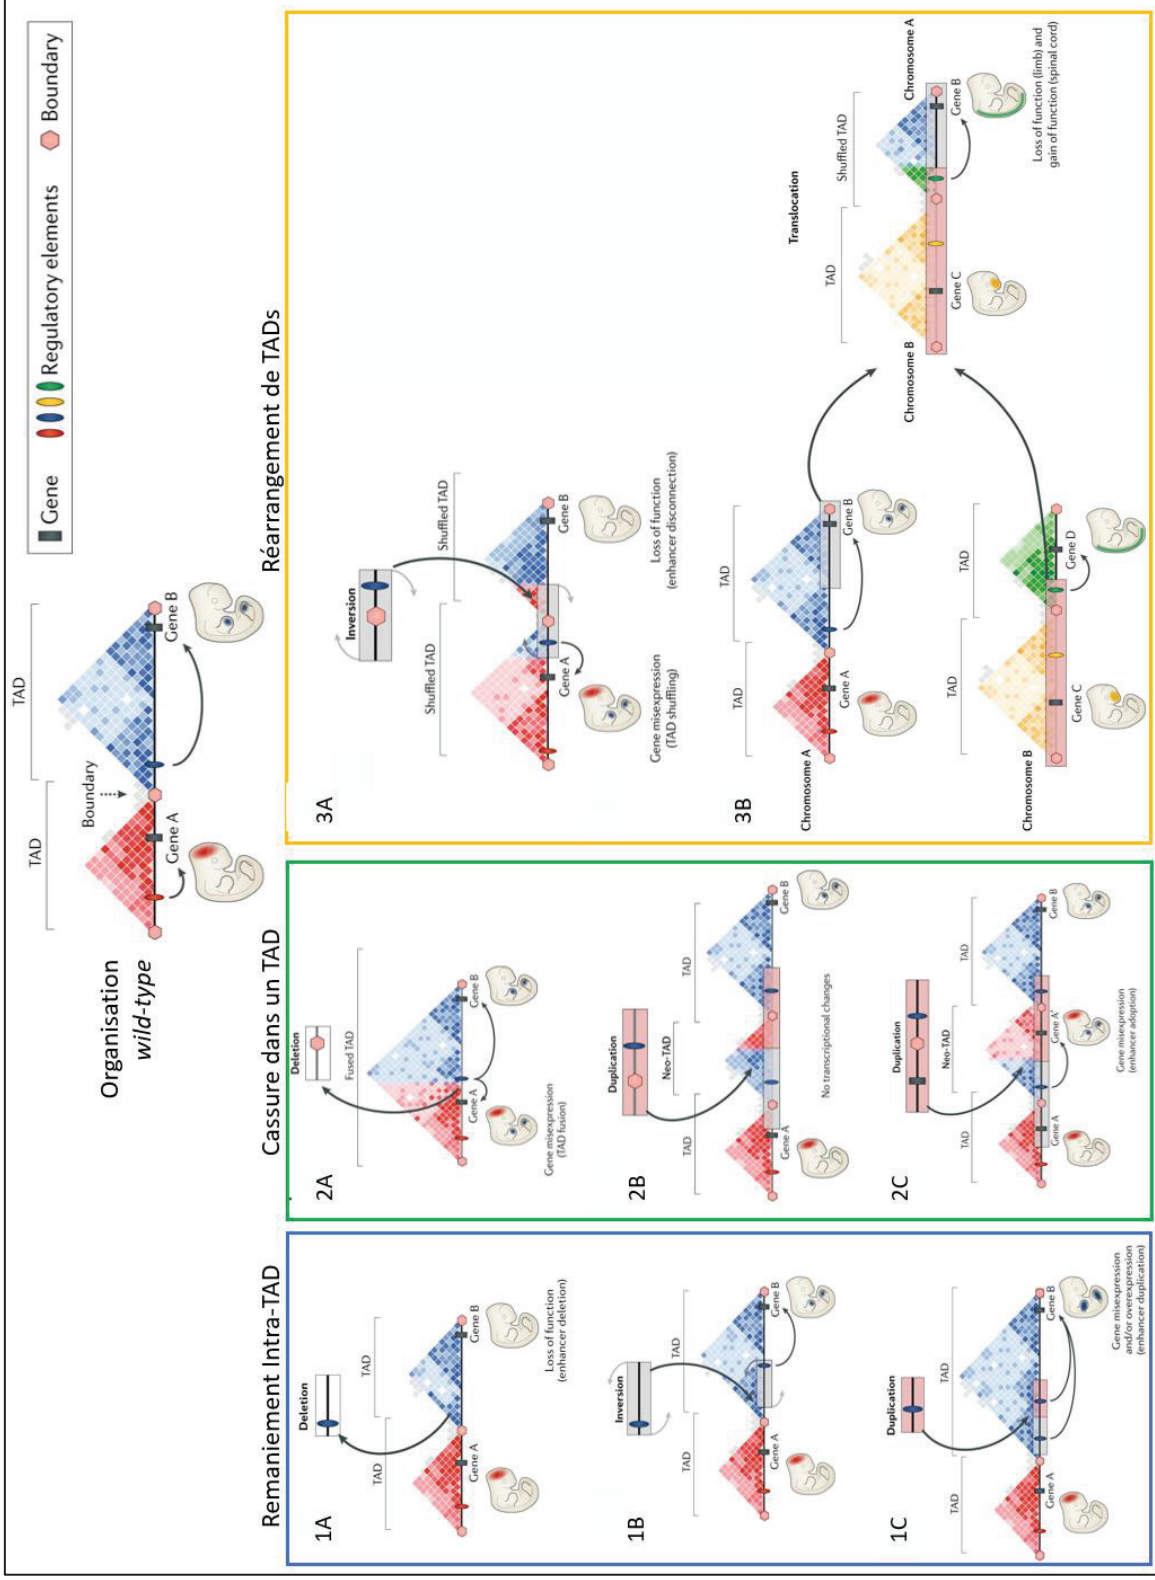 Gene
Regulatory elements
Boundary
Organisation
wild-type
TAD
TAD
Boundary
Gene A
Gene B
Remaniement Intra-TAD
1A
Deletion
TAD
TAD
Gene A
Gene B
Loss of function
(enhancer deletion)
1B
Inversion
TAD
TAD
Gene A
Gene B
1C
Duplication
TAD
TAD
Gene A
Gene B
Gene misexpression
and/or overexpression
(enhancer duplication)
Cassure dans un TAD
2A
Deletion
Fused TAD
Gene A
Gene B
Gene misexpression
(TAD fusion)
2B
Duplication
Neo-TAD
TAD
TAD
Gene A
Gene B
No transcriptional changes
2C
Duplication
Neo-TAD
TAD
TAD
Gene A
Gene A'
Gene B
Gene misexpression
(enhancer adoption)
Réarrangement de TADs
3A
Inversion
Shuffled TAD
Shuffled TAD
Gene A
Gene B
Gene misexpression
(TAD shuffling)
Loss of function
(enhancer disconnection)
3B
TAD
TAD
Chromosome A
Gene A
Gene B
TAD
TAD
Chromosome B
Gene C
Gene D
Translocation
TAD
Shuffled TAD
Chromosome B
Chromosome A
Gene C
Gene B
Loss of function (limb) and
gain of function (spinal cord)